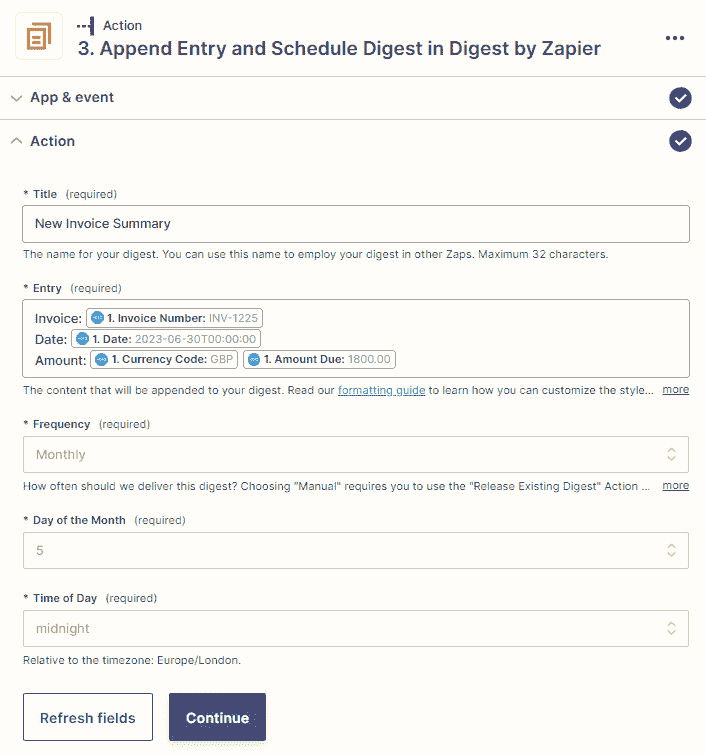 Action
3. Append Entry and Schedule Digest in Digest by Zapier
App & event
Action
* Title (required)
New Invoice Summary
The name for your digest. You can use this name to employ your digest in other Zaps. Maximum 32 characters.
* Entry (required)
Invoice: 1. Invoice Number: INV-1225
Date: 1. Date: 2023-06-30T00:00:00
Amount: 1. Currency Code: GBP 1. Amount Due: 1800.00
The content that will be appended to your digest. Read our formatting guide to learn how you can customize the style... more
* Frequency (required)
Monthly
How often should we deliver this digest? Choosing "Manual" requires you to use the "Release Existing Digest" Action ... more
* Day of the Month (required)
5
* Time of Day (required)
midnight
Relative to the timezone: Europe/London.
Refresh fields Continue